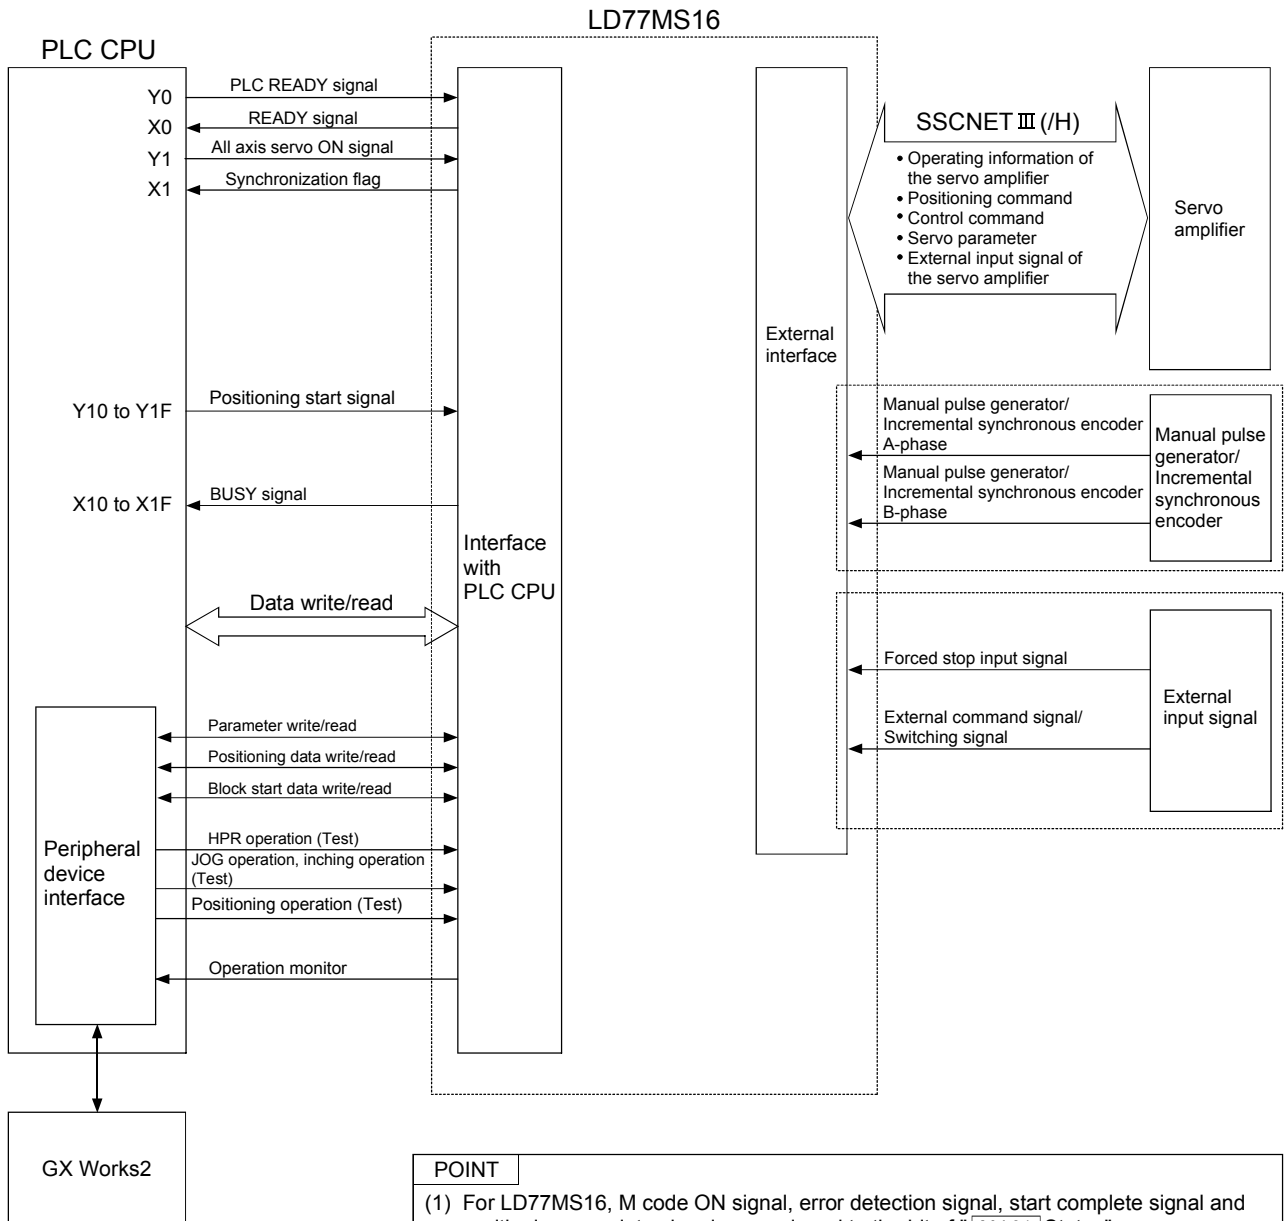 LD77MS16
PLC CPU
Y0
PLC READY signal
X0
READY signal
Y1
All axis servo ON signal
X1
Synchronization flag
SSCNET Ⅲ (/H)
• Operating information of
the servo amplifier
• Positioning command
• Control command
• Servo parameter
• External input signal of
the servo amplifier
Servo
amplifier
External
interface
Y10 to Y1F
Positioning start signal
X10 to X1F
BUSY signal
Manual pulse generator/
Incremental synchronous encoder
A-phase
Manual pulse generator/
Incremental synchronous encoder
B-phase
Manual pulse
generator/
Incremental
synchronous
encoder
Interface
with
PLC CPU
Data write/read
Forced stop input signal
External command signal/
Switching signal
External
input signal
Parameter write/read
Positioning data write/read
Block start data write/read
HPR operation (Test)
JOG operation, inching operation
(Test)
Positioning operation (Test)
Operation monitor
Peripheral
device
interface
GX Works2
POINT
(1) For LD77MS16, M code ON signal, error detection signal, start complete signal and